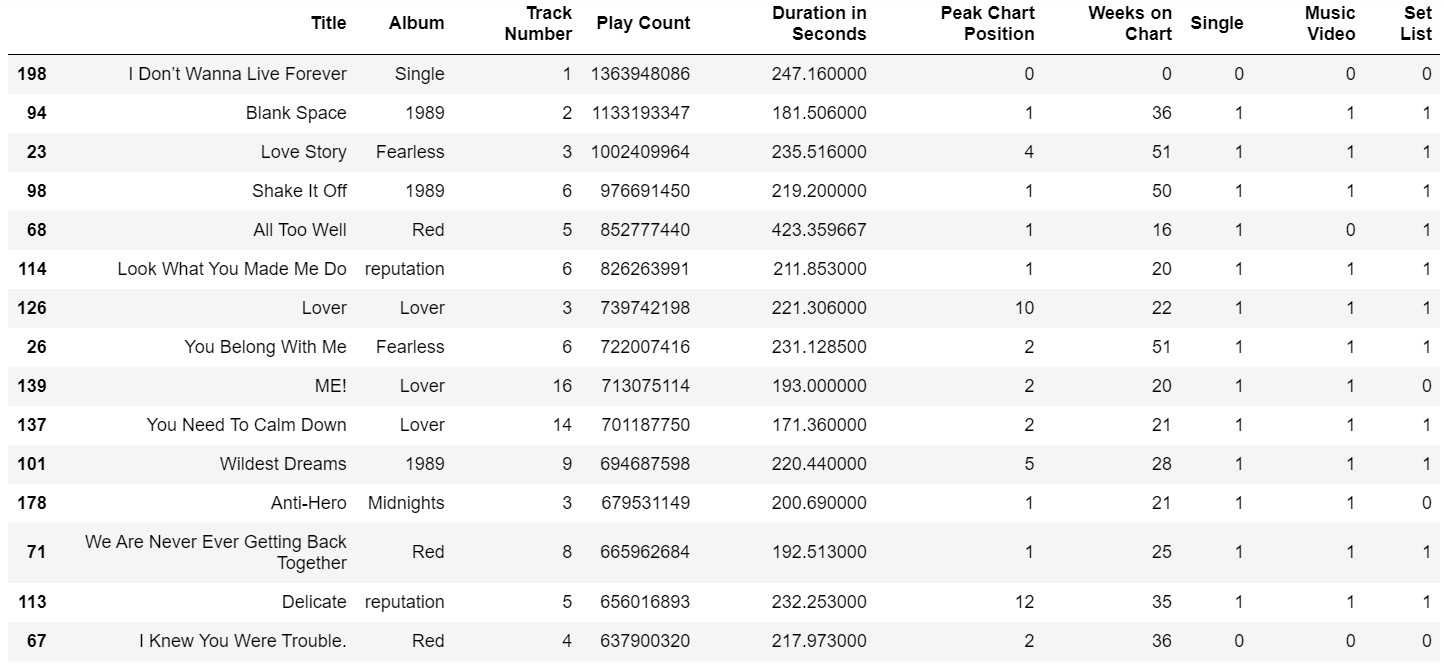 Title Album Track Number Play Count Duration in Seconds Peak Chart Position Weeks on Chart Single Music Video Set List
198 I Don’t Wanna Live Forever Single 1 1363948086 247.160000 0 0 0 0 0
94 Blank Space 1989 2 1133193347 181.506000 1 36 1 1 1
23 Love Story Fearless 3 1002409964 235.516000 4 51 1 1 1
98 Shake It Off 1989 6 976691450 219.200000 1 50 1 1 1
68 All Too Well Red 5 852777440 423.359667 1 16 1 0 1
114 Look What You Made Me Do reputation 6 826263991 211.853000 1 20 1 1 1
126 Lover Lover 3 739742198 221.306000 10 22 1 1 1
26 You Belong With Me Fearless 6 722007416 231.128500 2 51 1 1 1
139 ME! Lover 16 713075114 193.000000 2 20 1 1 0
137 You Need To Calm Down Lover 14 701187750 171.360000 2 21 1 1 1
101 Wildest Dreams 1989 9 694687598 220.440000 5 28 1 1 1
178 Anti-Hero Midnights 3 679531149 200.690000 1 21 1 1 0
71 We Are Never Ever Getting Back Together Red 8 665962684 192.513000 1 25 1 1 1
113 Delicate reputation 5 656016893 232.253000 12 35 1 1 1
67 I Knew You Were Trouble. Red 4 637900320 217.973000 2 36 0 0 0